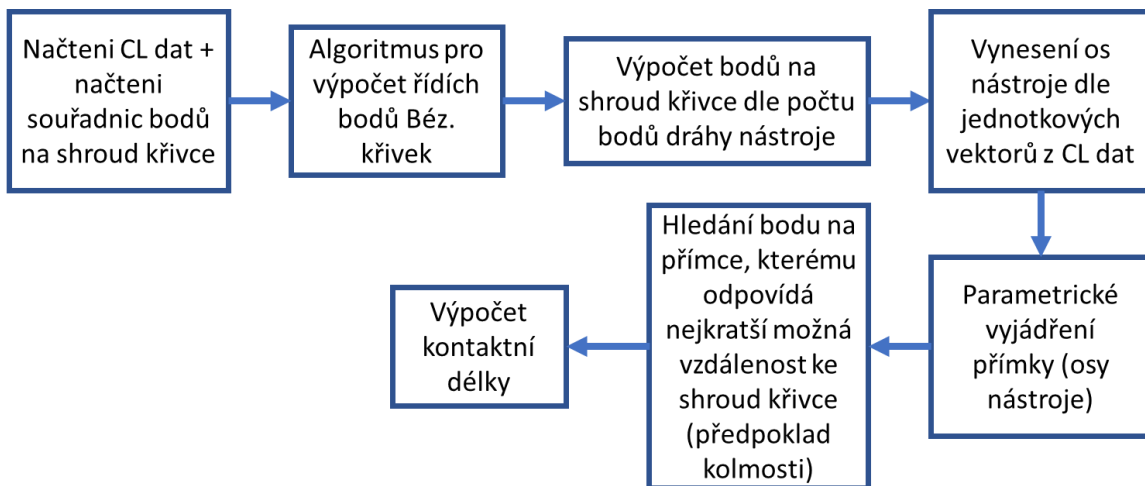 Načteni CL dat +
načteni
souřadnic bodů
na shroud křivce
Algoritmus pro
výpočet řídích
bodů Béz.
křivek
Výpočet bodů na
shroud křivce dle počtu
bodů dráhy nástroje
Vynesení os
nástroje dle
jednotkových
vektorů z CL dat
Parametrické
vyjádření
přímky (osy
nástroje)
Hledání bodu na
přímce, kterému
odpovídá
nejkratší možná
vzdálenost ke
shroud křivce
(předpoklad
kolmosti)
Výpočet
kontaktní
délky